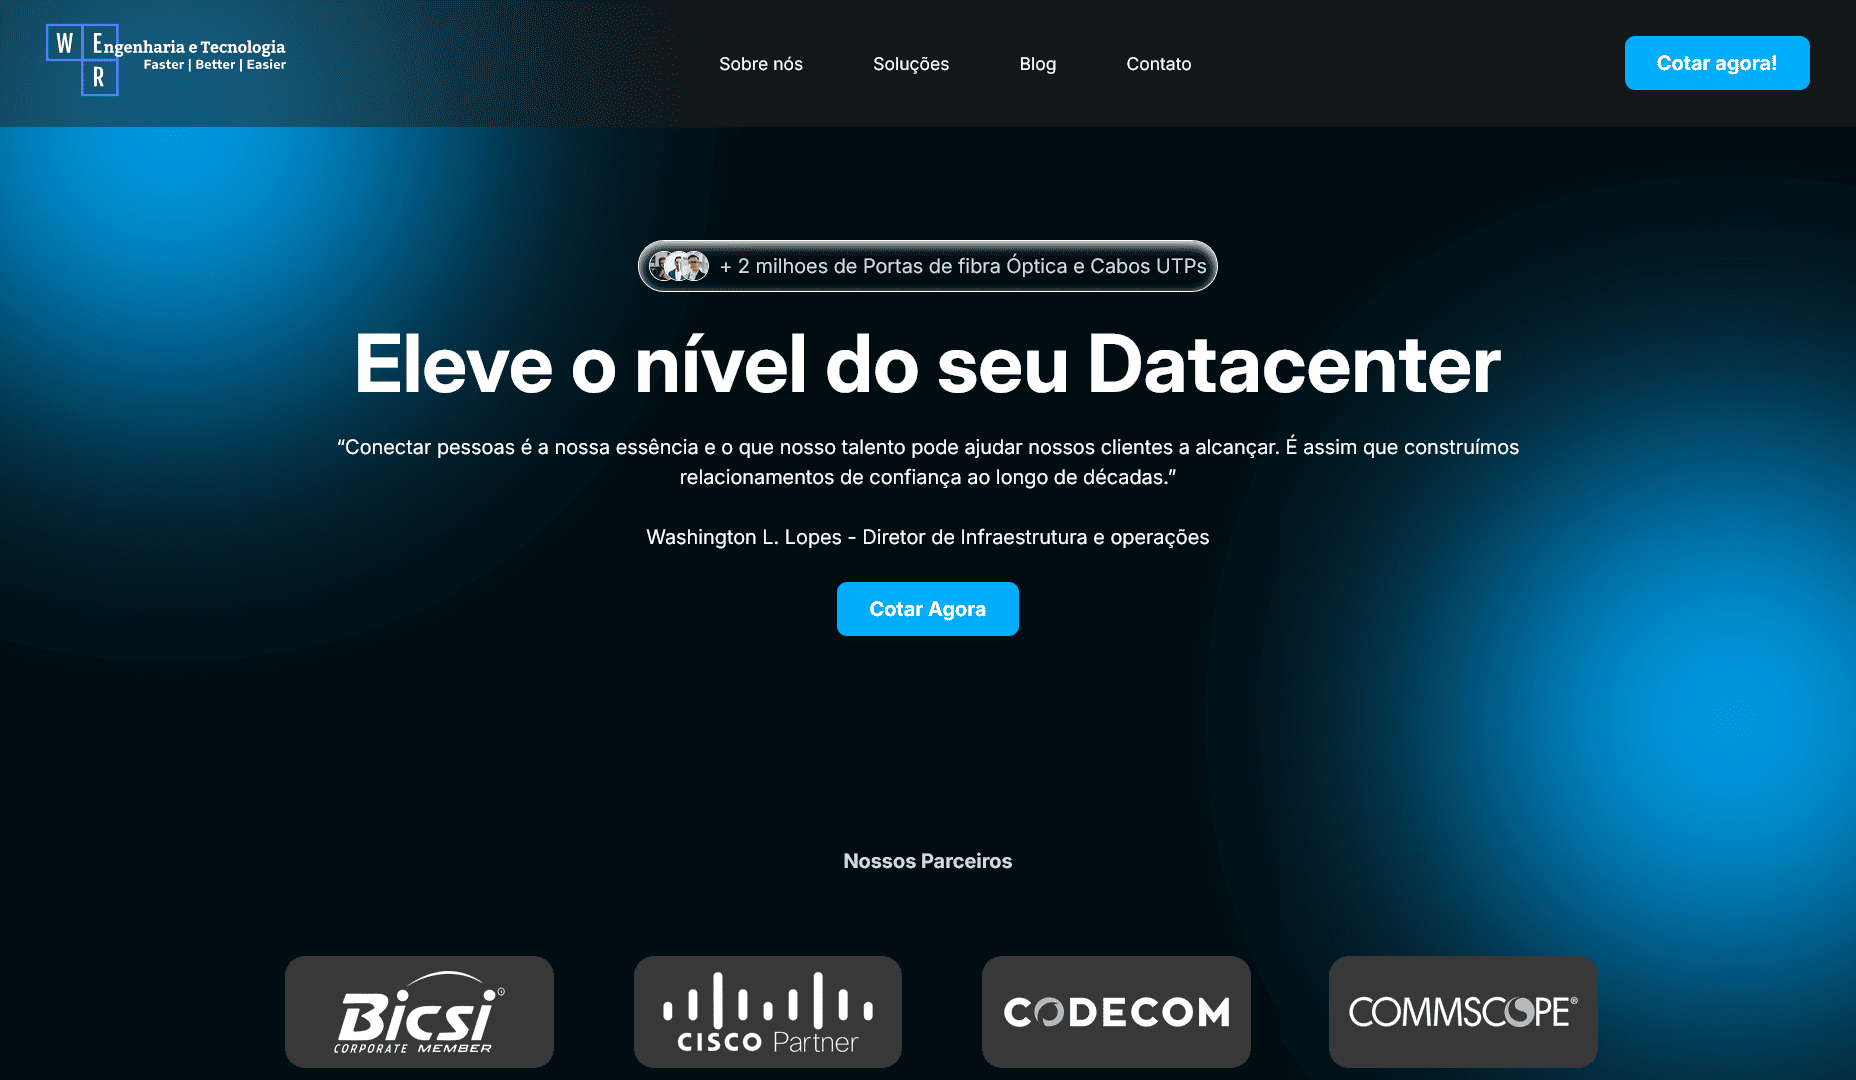 W Engenharia e Tecnologia
Faster | Better | Easier
R
Sobre nós
Soluções
Blog
Contato
Cotar agora!
+ 2 milhoes de Portas de fibra Óptica e Cabos UTPs
Eleve o nível do seu Datacenter
“Conectar pessoas é a nossa essência e o que nosso talento pode ajudar nossos clientes a alcançar. É assim que construímos
relacionamentos de confiança ao longo de décadas.”
Washington L. Lopes - Diretor de Infraestrutura e operações
Cotar Agora
Nossos Parceiros
Bicsi
CORPORATE MEMBER
CISCO Partner
CODECOM
COMMSCOPE®